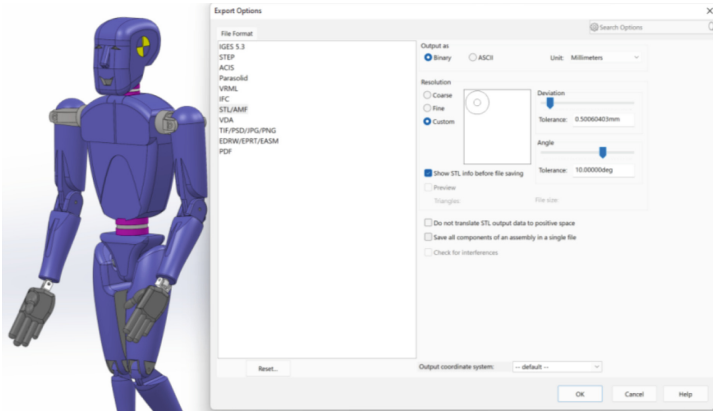 Export Options
Search Options
File Format
IGES 5.3
STEP
ACIS
Parasolid
VRML
IFC
STL/AMF
VDA
TIF/PSD/JPG/PNG
EDRW/EPRT/EASM
PDF
Reset...
Output as
Binary
ASCII
Unit: Millimeters
Resolution
Coarse
Fine
Custom
Deviation
Tolerance: 0.50060403mm
Angle
Tolerance: 10.00000deg
Show STL info before file saving
Preview
Triangles
File size
Do not translate STL output data to positive space
Save all components of an assembly in a single file
Check for interferences
Output coordinate system: -- default --
OK
Cancel
Help